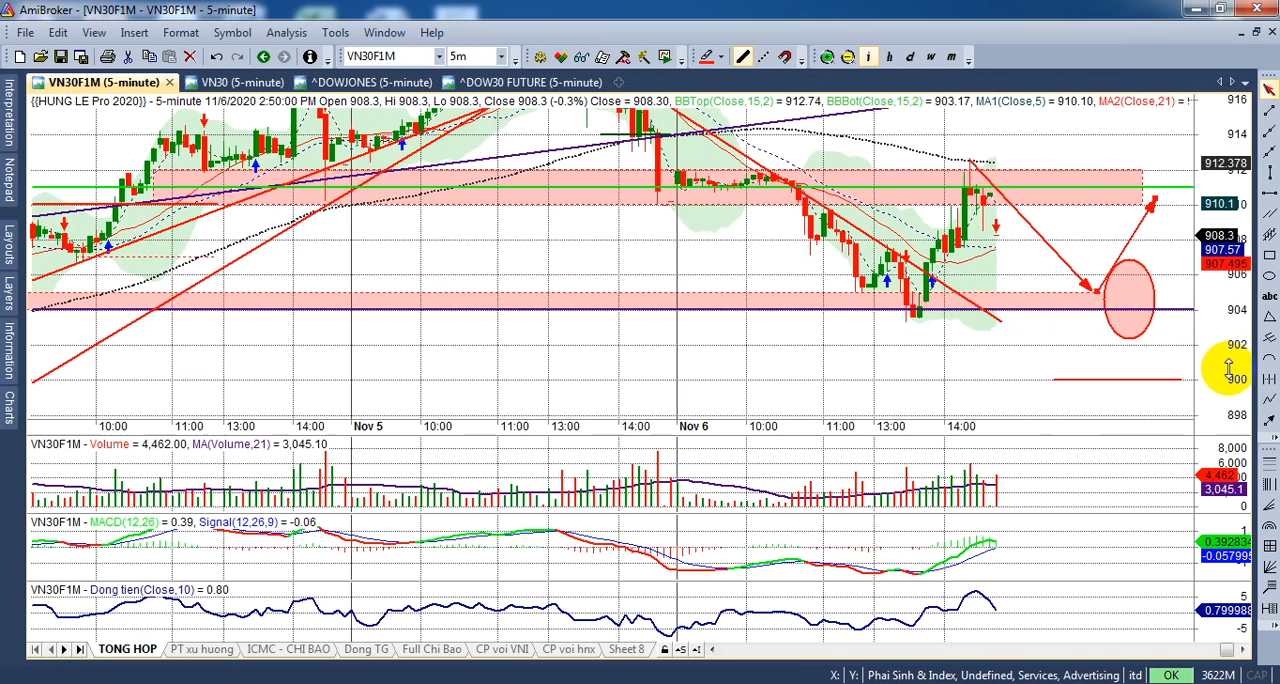 AmiBroker - [VN30F1M - VN30F1M - 5-minute]
File Edit View Insert Format Symbol Analysis Tools Window Help
VN30F1M 5m i h d w m
VN30F1M (5-minute) VN30 (5-minute) ^DOWJONES (5-minute) ^DOW30 FUTURE (5-minute)
{{HUNG LE Pro 2020}} - 5-minute 11/6/2020 2:50:00 PM Open 908.3, Hi 908.3, Lo 908.3, Close 908.3 (-0.3%) Close = 908.30, BBTop(Close,15,2) = 912.74, BBBot(Close,15,2) = 903.17, MA1(Close,5) = 910.10, MA2(Close,21) =
Interpretation
Notepad
Layouts
Layers
Information
Charts
916
914
912.378
912
910.1
910
908.3
908
907.57
907.495
906
904
902
900
898
abc
10:00 11:00 13:00 14:00 Nov 5 10:00 11:00 13:30 14:00 Nov 6 10:00 11:00 13:00 14:00
VN30F1M - Volume = 4,462.00, MA(Volume,21) = 3,045.10
8,000
6,000
4,462
3,045.1
0
VN30F1M - MACD(12,26) = 0.39, Signal(12,26,9) = -0.06
1
0.392834
-0.057995
VN30F1M - Dong tien(Close,10) = 0.80
5
0.799988
-5
TONG HOP PT xu huong ICMC - CHI BAO Dong TG Full Chi Bao CP voi VNI CP voi hnx Sheet 8
X: Y: Phai Sinh & Index, Undefined, Services, Advertising itd OK 3622M CAP